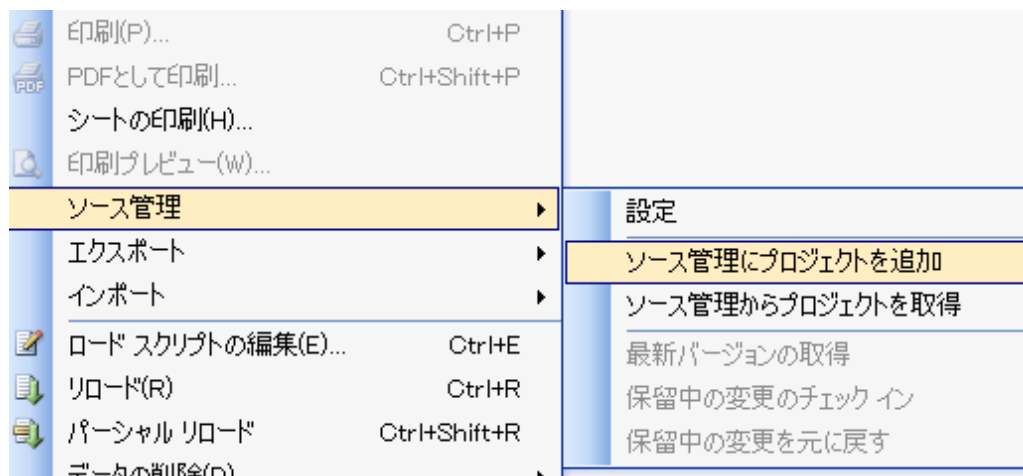 印刷(P)... Ctrl+P
PDFとして印刷... Ctrl+Shift+P
シートの印刷(H)...
印刷プレビュー(W)...
ソース管理
エクスポート
インポート
ロード スクリプトの編集(E)... Ctrl+E
リロード(R) Ctrl+R
パーシャル リロード Ctrl+Shift+R
データの削除(D)
設定
ソース管理にプロジェクトを追加
ソース管理からプロジェクトを取得
最新バージョンの取得
保留中の変更のチェック イン
保留中の変更を元に戻す